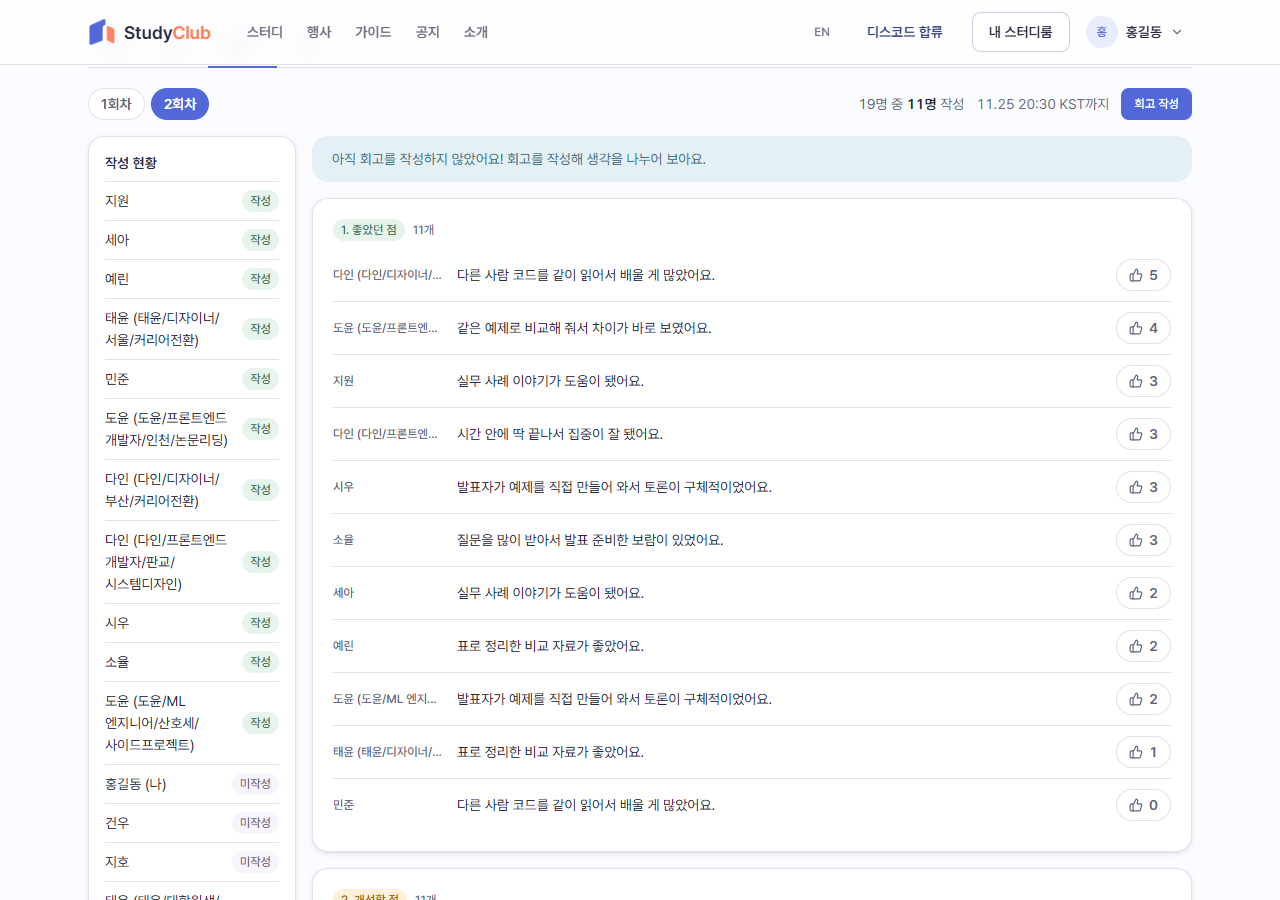 StudyClub
스터디
행사
가이드
공지
소개
EN
디스코드 합류
내 스터디룸
홍
홍길동
1회차
2회차
19명 중 11명 작성
11.25 20:30 KST까지
회고 작성
작성 현황
지원
작성
세아
작성
예린
작성
태윤 (태윤/디자이너/
서울/커리어전환)
작성
민준
작성
도윤 (도윤/프론트엔드
개발자/인천/논문리딩)
작성
다인 (다인/디자이너/
부산/커리어전환)
작성
다인 (다인/프론트엔드
개발자/판교/
시스템디자인)
작성
시우
작성
소율
작성
도윤 (도윤/ML
엔지니어/산호세/
사이드프로젝트)
작성
홍길동 (나)
미작성
건우
미작성
지호
미작성
태윤 (태윤/대학원생/
아직 회고를 작성하지 않았어요! 회고를 작성해 생각을 나누어 보아요.
1. 좋았던 점
11개
다인 (다인/디자이너/...
다른 사람 코드를 같이 읽어서 배울 게 많았어요.
5
도윤 (도윤/프론트엔...
같은 예제로 비교해 줘서 차이가 바로 보였어요.
4
지원
실무 사례 이야기가 도움이 됐어요.
3
다인 (다인/프론트엔...
시간 안에 딱 끝나서 집중이 잘 됐어요.
3
시우
발표자가 예제를 직접 만들어 와서 토론이 구체적이었어요.
3
소율
질문을 많이 받아서 발표 준비한 보람이 있었어요.
3
세아
실무 사례 이야기가 도움이 됐어요.
2
예린
표로 정리한 비교 자료가 좋았어요.
2
도윤 (도윤/ML 엔지...
발표자가 예제를 직접 만들어 와서 토론이 구체적이었어요.
2
태윤 (태윤/디자이너/...
표로 정리한 비교 자료가 좋았어요.
1
민준
다른 사람 코드를 같이 읽어서 배울 게 많았어요.
0
2. 개선할 점
11개